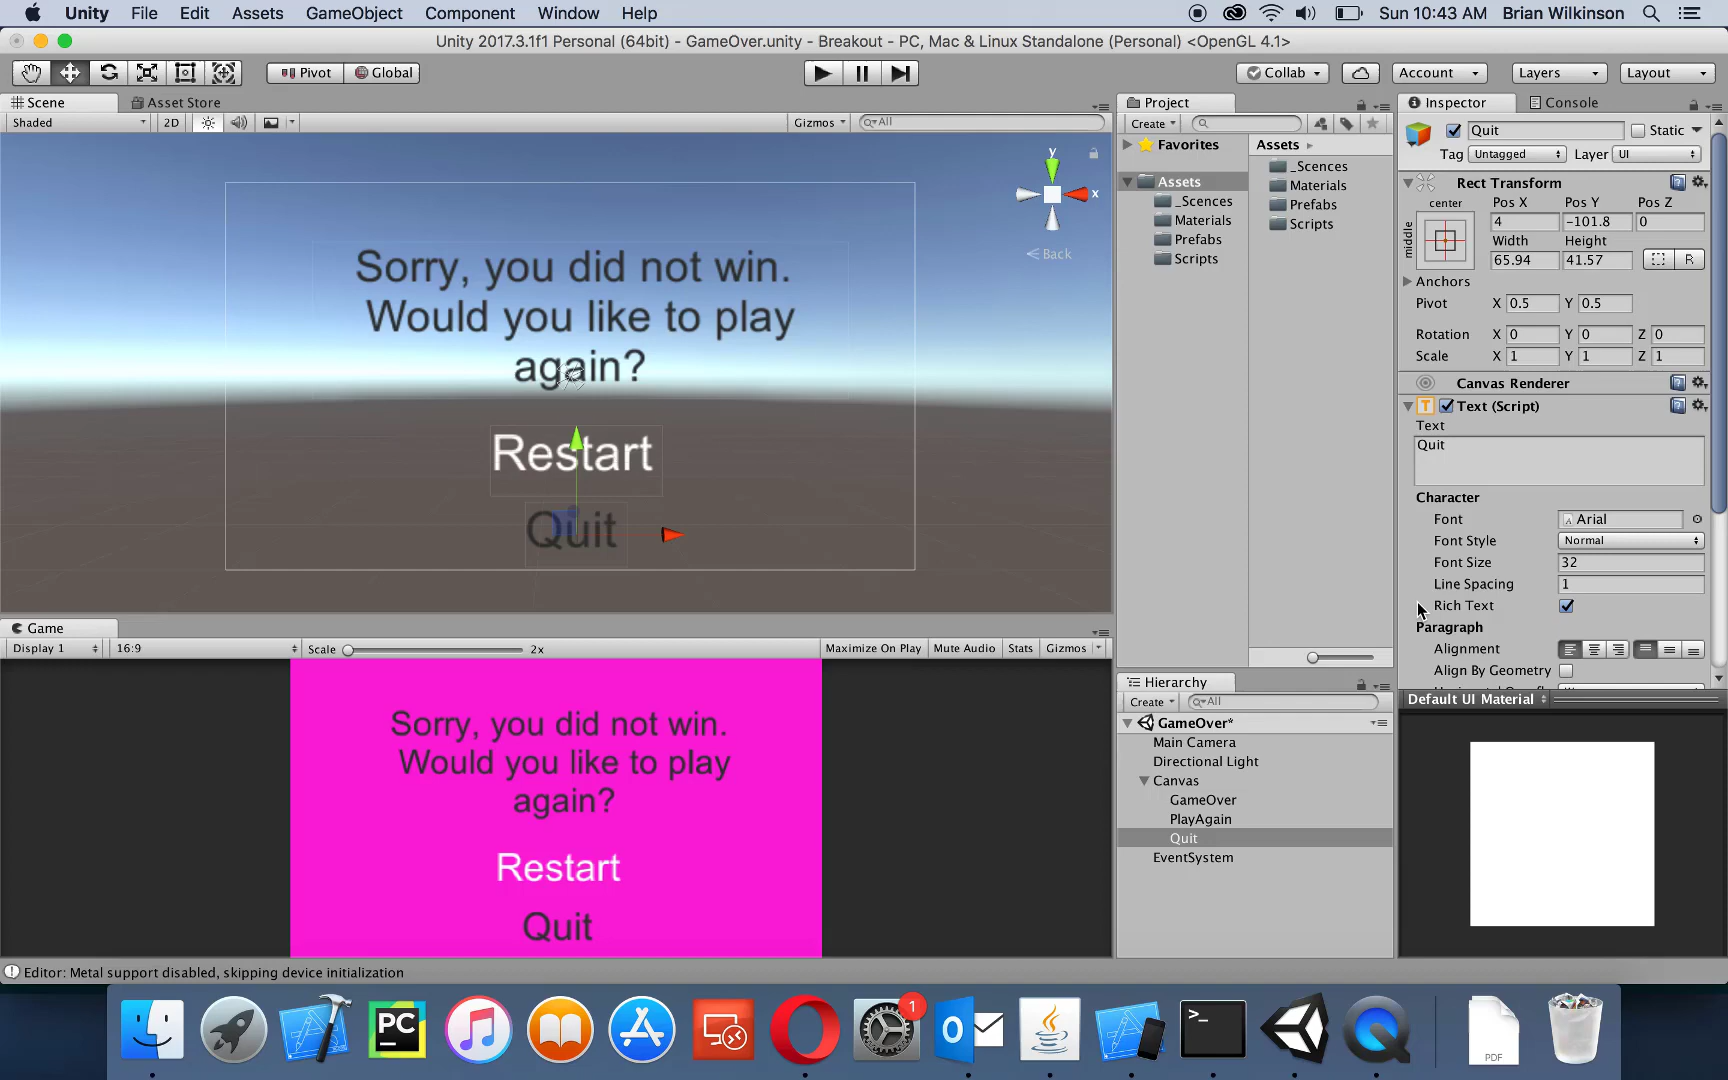 Unity File Edit Assets GameObject Component Window Help Sun 10:43 AM Brian Wilkinson
Unity 2017.3.1f1 Personal (64bit) - GameOver.unity - Breakout - PC, Mac & Linux Standalone (Personal) <OpenGL 4.1>
Pivot Global Collab Account Layers Layout
Scene Asset Store
Shaded 2D Gizmos All
y
x
Back
Sorry, you did not win.
Would you like to play
again?
Restart
Quit
Game
Display 1 16:9 Scale 2x Maximize On Play Mute Audio Stats Gizmos
Sorry, you did not win.
Would you like to play
again?
Restart
Quit
Editor: Metal support disabled, skipping device initialization
Project
Create
Favorites
Assets
_Scences
Materials
Prefabs
Scripts
Assets
_Scences
Materials
Prefabs
Scripts
Hierarchy
Create All
GameOver*
Main Camera
Directional Light
Canvas
GameOver
PlayAgain
Quit
EventSystem
Inspector Console
Quit Static
Tag Untagged Layer UI
Rect Transform
center Pos X Pos Y Pos Z
middle 4 -101.8 0
Width Height
65.94 41.57 R
Anchors
Pivot X 0.5 Y 0.5
Rotation X 0 Y 0 Z 0
Scale X 1 Y 1 Z 1
Canvas Renderer
T Text (Script)
Text
Quit
Character
Font Arial
Font Style Normal
Font Size 32
Line Spacing 1
Rich Text
Paragraph
Alignment
Align By Geometry
Default UI Material
PC
1
PDF